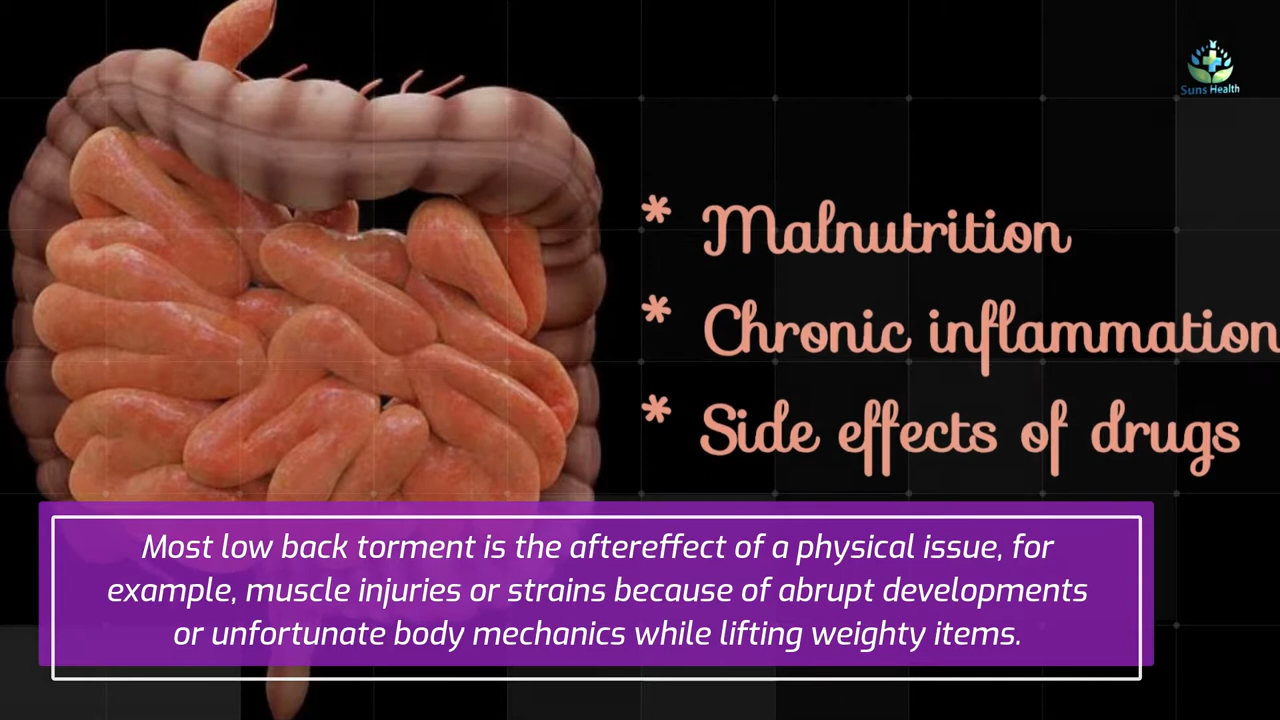 Suns Health
* Malnutrition
* Chronic inflammation
* Side effects of drugs
Most low back torment is the aftereffect of a physical issue, for
example, muscle injuries or strains because of abrupt developments
or unfortunate body mechanics while lifting weighty items.